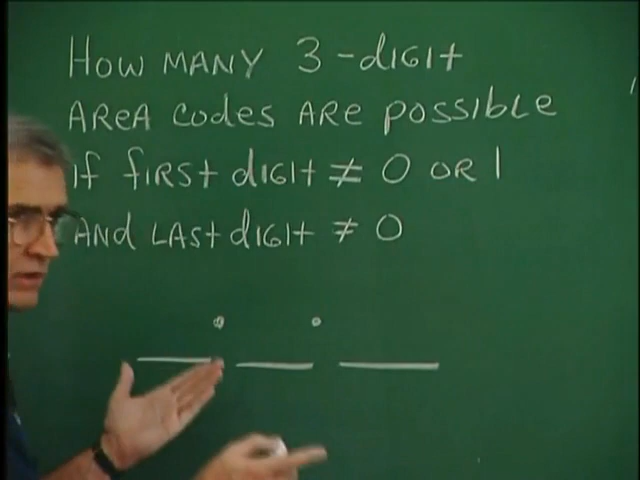 How MANY 3-digit
AReA codes ARe possible
if first digit ≠ 0 OR 1
ANd LAST digit ≠ 0